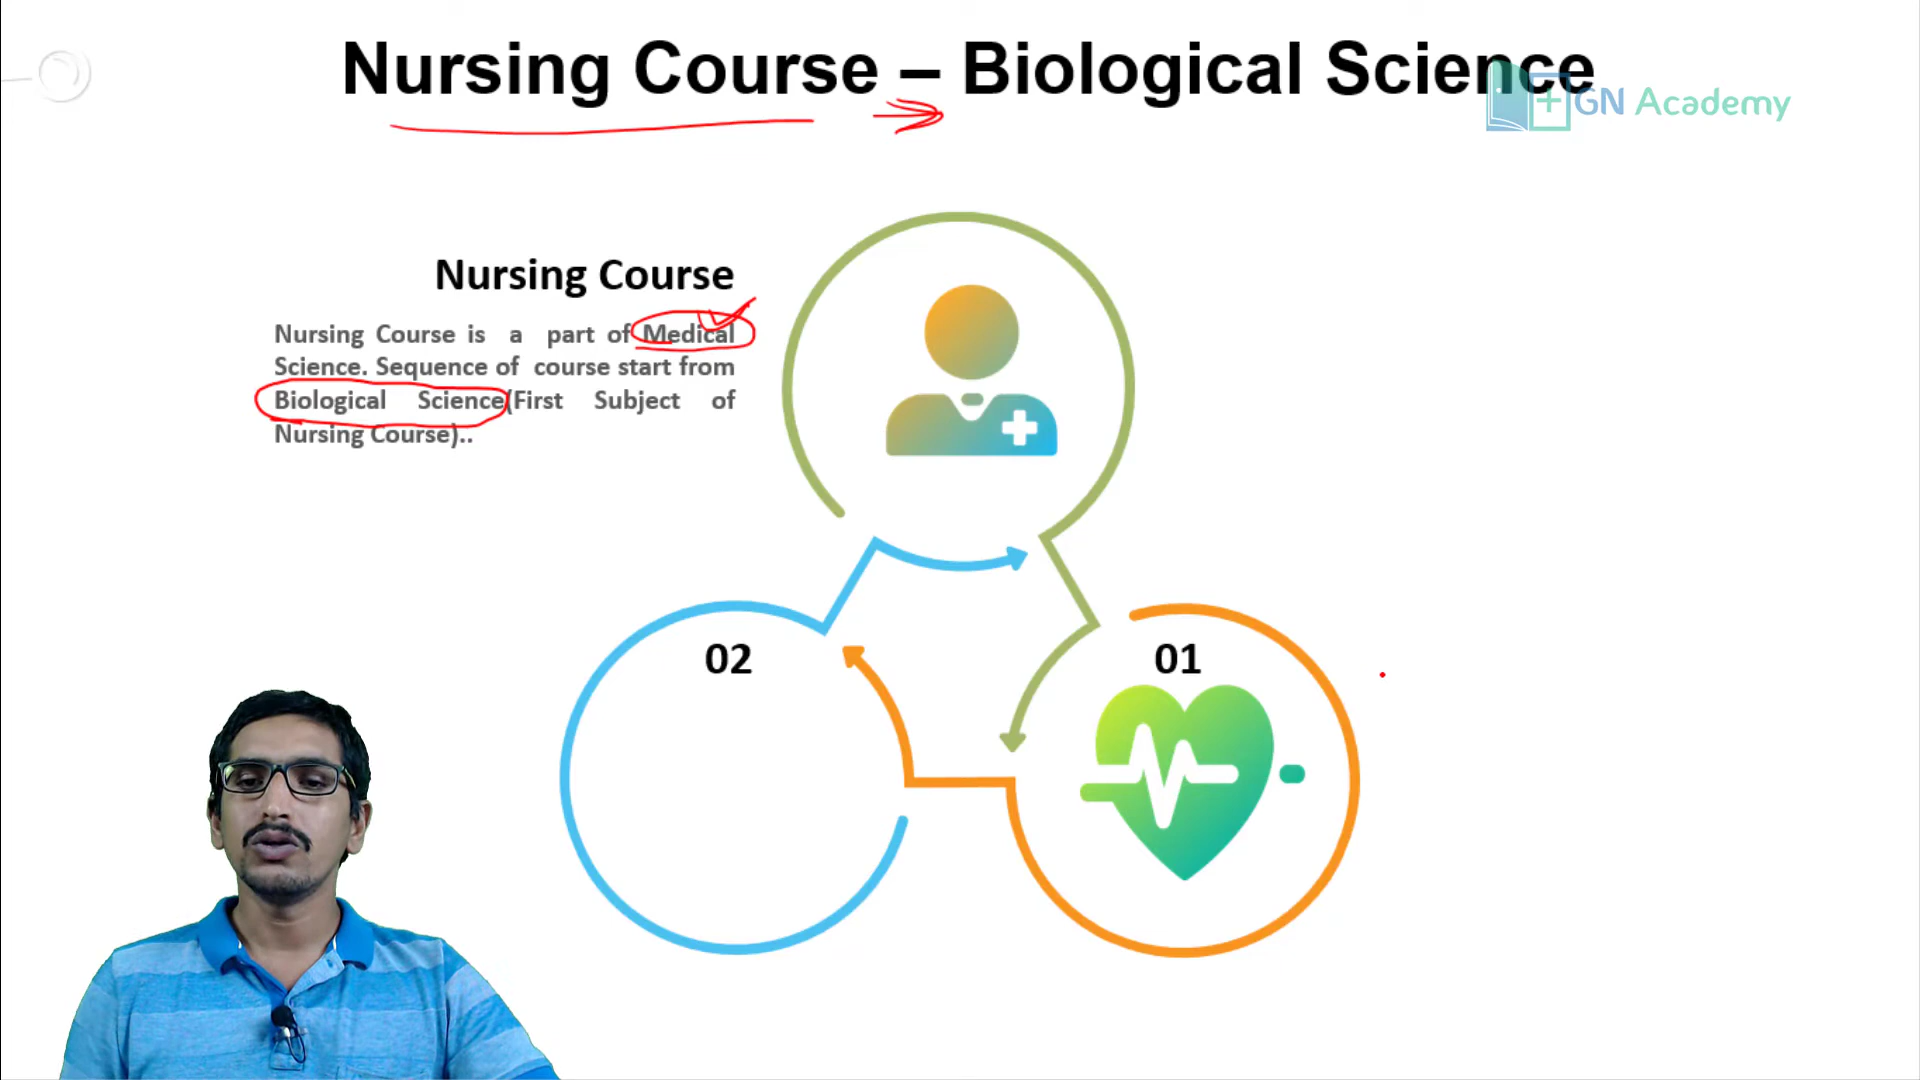 Nursing Course – Biological Science
GN Academy
Nursing Course
Nursing Course is a part of Medical
Science. Sequence of course start from
Biological Science(First Subject of
Nursing Course)..
02
01